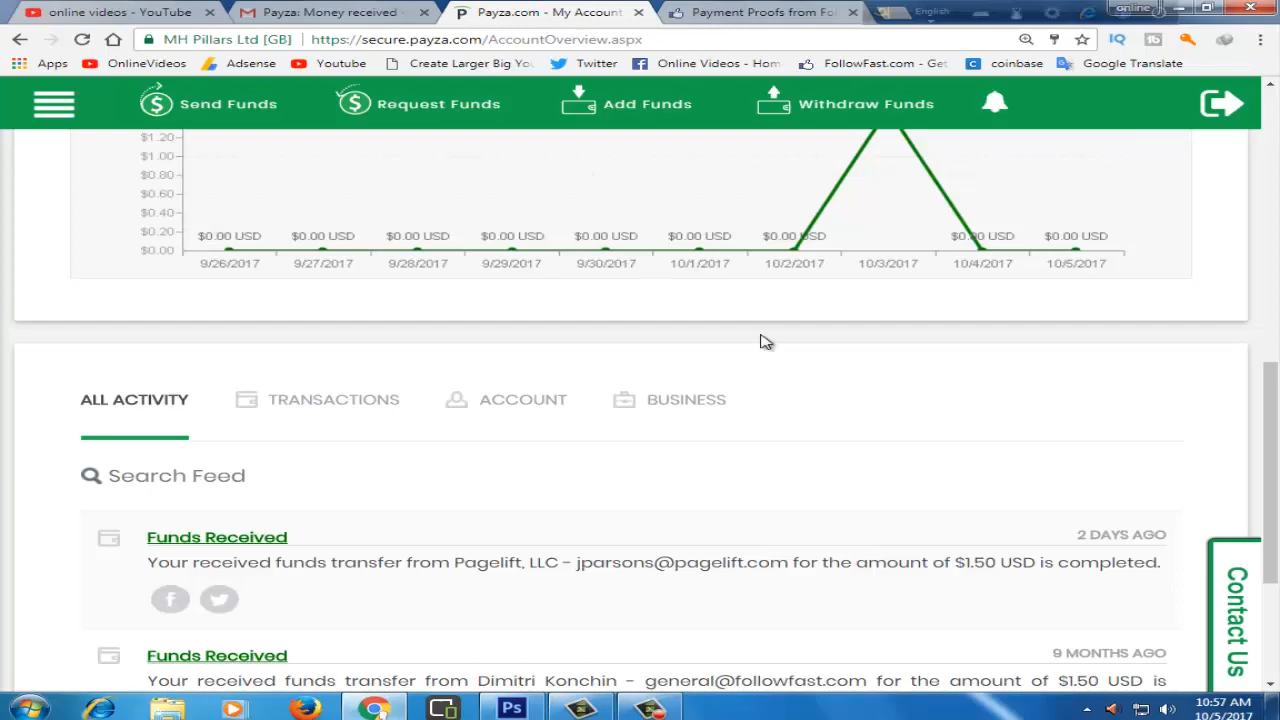 online videos - YouTube
Payza: Money received
Payza.com - My Account
Payment Proofs from Fol
English
online
MH Pillars Ltd [GB]
https://secure.payza.com/AccountOverview.aspx
IQ
Apps
OnlineVideos
Adsense
Youtube
Create Larger Big Yo
Twitter
Online Videos - Hom
FollowFast.com - Get
coinbase
Google Translate
Send Funds
Request Funds
Add Funds
Withdraw Funds
$1.20
$1.00
$0.80
$0.60
$0.40
$0.20
$0.00
$0.00 USD $0.00 USD $0.00 USD $0.00 USD $0.00 USD $0.00 USD $0.00 USD $0.00 USD $0.00 USD
9/26/2017 9/27/2017 9/28/2017 9/29/2017 9/30/2017 10/1/2017 10/2/2017 10/3/2017 10/4/2017 10/5/2017
ALL ACTIVITY
TRANSACTIONS
ACCOUNT
BUSINESS
Search Feed
Funds Received
2 DAYS AGO
Your received funds transfer from Pagelift, LLC - jparsons@pagelift.com for the amount of $1.50 USD is completed.
Funds Received
9 MONTHS AGO
Your received funds transfer from Dimitri Konchin - general@followfast.com for the amount of $1.50 USD is
Contact Us
Ps
10:57 AM
10/5/2017